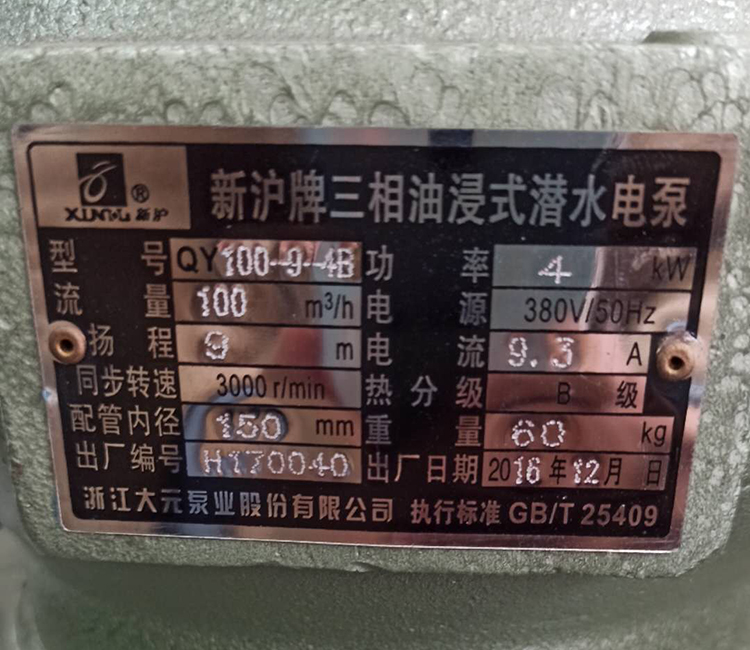 XINHU 新沪 ®
新沪牌三相油浸式潜水电泵
型号 QY100-9-4B 功率 4 kW
流量 100 m³/h 电源 380V/50Hz
扬程 9 m 电流 9.3 A
同步转速 3000 r/min 热分级 B 级
配管内径 150 mm 重量 60 kg
出厂编号 H170040 出厂日期 2016年12月 日
浙江大元泵业股份有限公司 执行标准 GB/T 25409